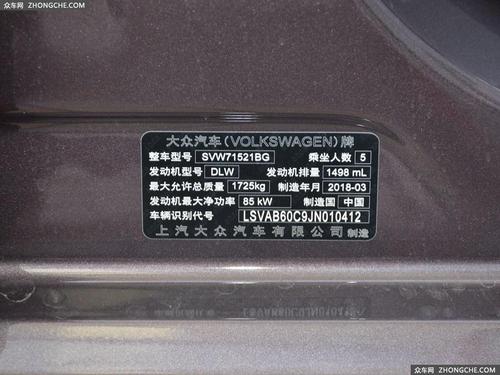 众车网 ZHONGCHE.COM
大众汽车(VOLKSWAGEN)牌
整车型号 SVW71521BG 乘坐人数 5
发动机型号 DLW 发动机排量 1498 mL
最大允许总质量 1725kg 制造年月 2018-03
发动机最大净功率 85 kW 制造国 中国
车辆识别代号 LSVAB60C9JN010412
上汽大众汽车有限公司 制造
众车网 ZHONGCHE.COM